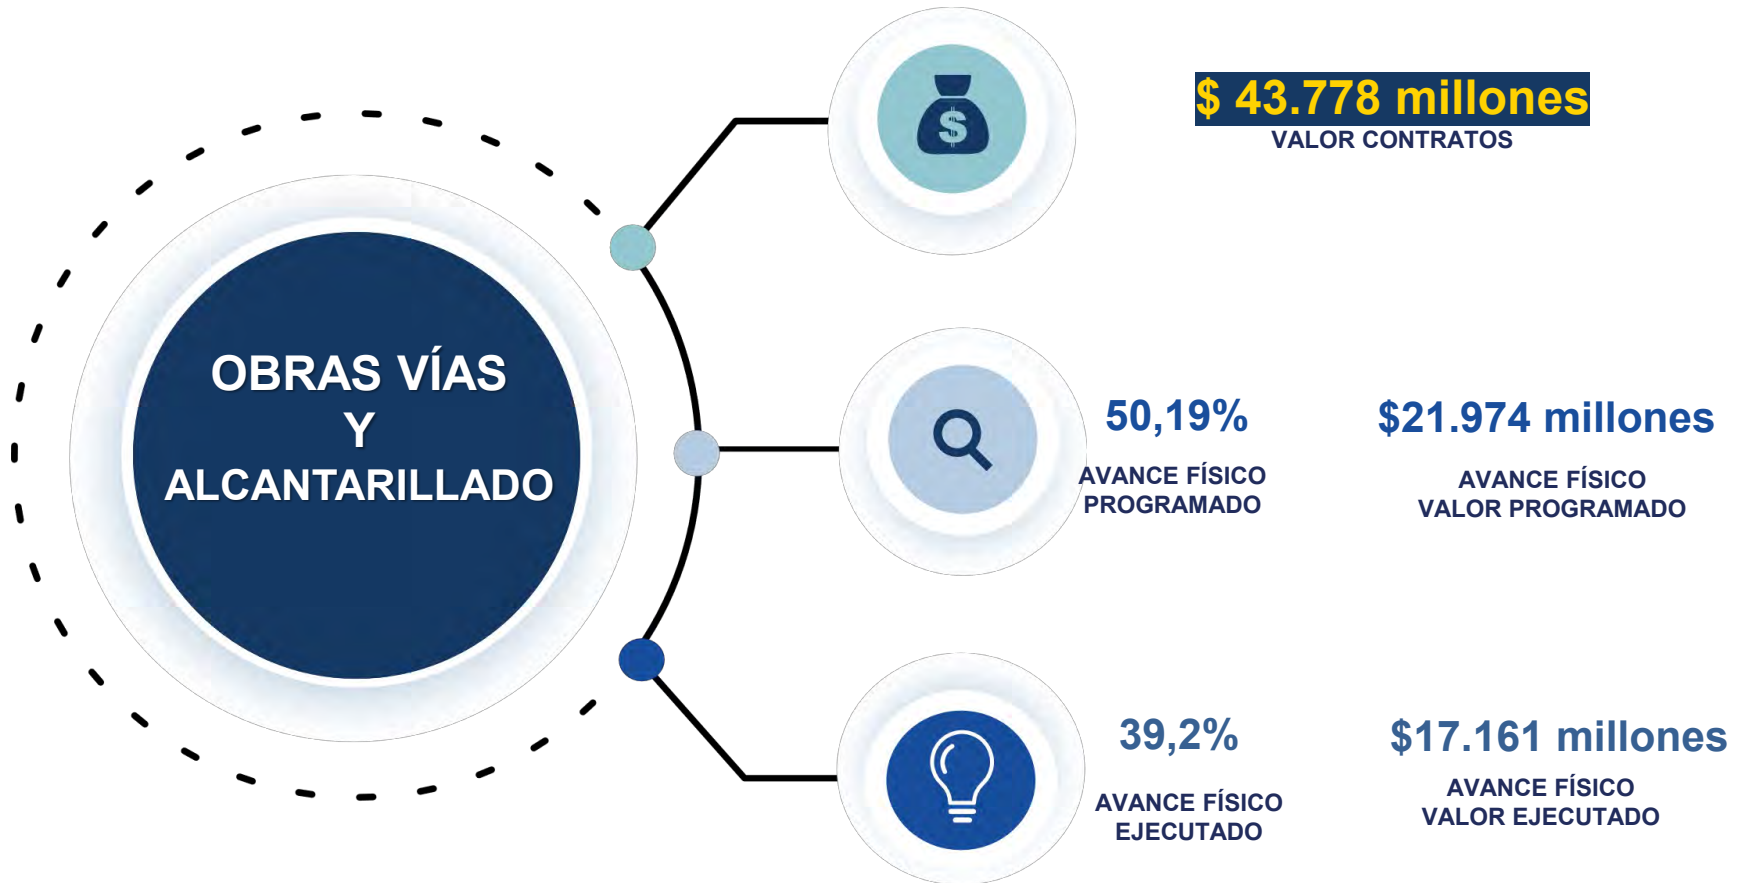 $
$ 43.778 millones
VALOR CONTRATOS
OBRAS VÍAS
Y
ALCANTARILLADO
50,19%
AVANCE FÍSICO
PROGRAMADO
$21.974 millones
AVANCE FÍSICO
VALOR PROGRAMADO
39,2%
AVANCE FÍSICO
EJECUTADO
$17.161 millones
AVANCE FÍSICO
VALOR EJECUTADO